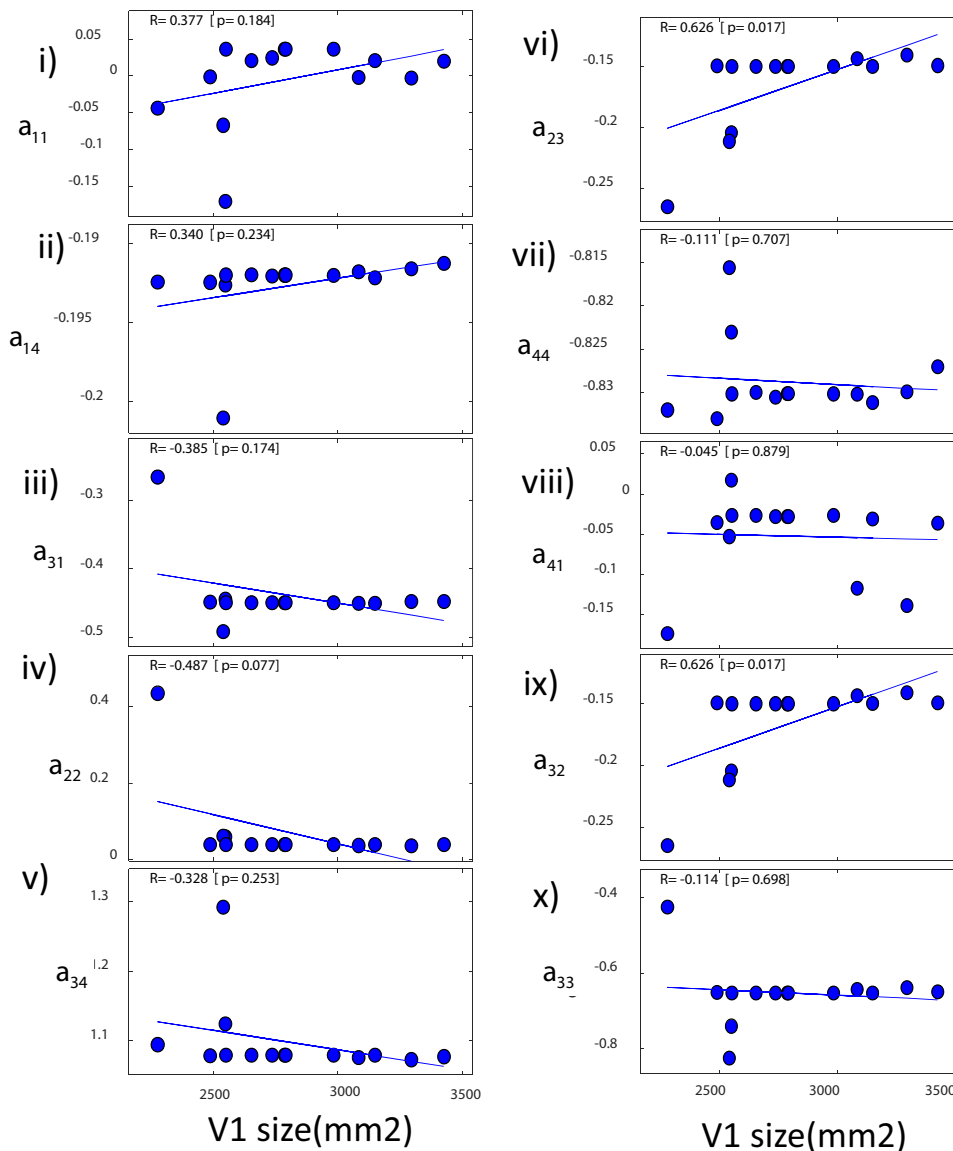 i)
R= 0.377 [ p= 0.184]
0.05
0
-0.05
-0.1
-0.15
a11
ii)
R= 0.340 [ p= 0.234]
-0.19
-0.195
-0.2
a14
iii)
R= -0.385 [ p= 0.174]
-0.3
-0.4
-0.5
a31
iv)
R= -0.487 [ p= 0.077]
0.4
0.2
0
a22
v)
R= -0.328 [ p= 0.253]
1.3
1.2
1.1
a34
2500 3000 3500
V1 size(mm2)
vi)
R= 0.626 [ p= 0.017]
-0.15
-0.2
-0.25
a23
vii)
R= -0.111 [ p= 0.707]
-0.815
-0.82
-0.825
-0.83
a44
viii)
R= -0.045 [ p= 0.879]
0.05
0
-0.05
-0.1
-0.15
a41
ix)
R= 0.626 [ p= 0.017]
-0.15
-0.2
-0.25
a32
x)
R= -0.114 [ p= 0.698]
-0.4
-0.6
-0.8
a33
2500 3000 3500
V1 size(mm2)